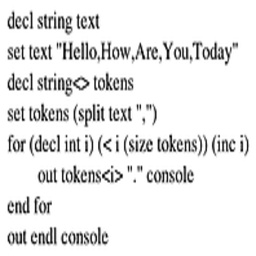 decl string text
set text "Hello,How,Are,You,Today"
decl string<> tokens
set tokens (split text ",")
for (decl int i) (< i (size tokens)) (inc i)
out tokens<i> "." console
end for
out endl console